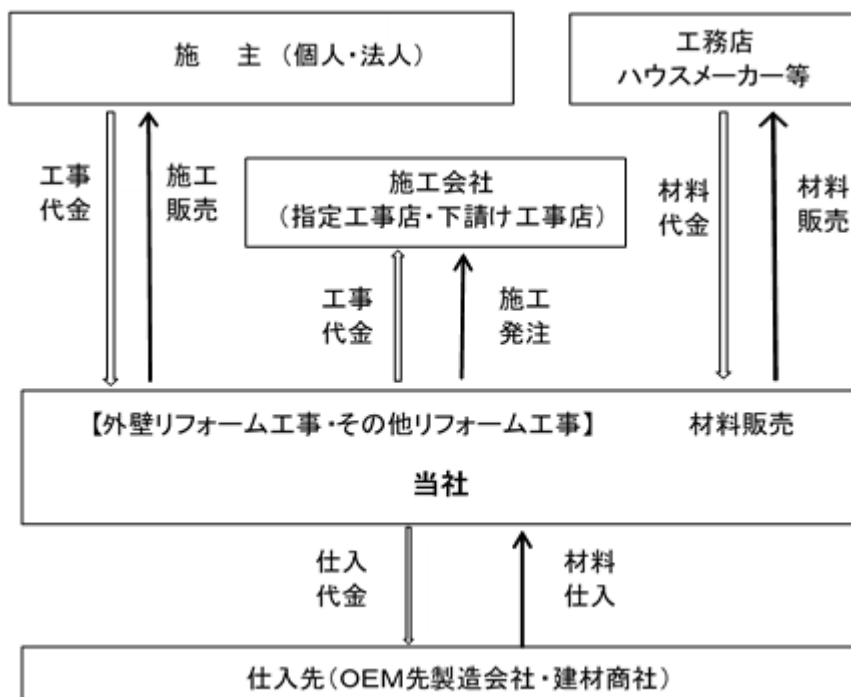 施　主（個人・法人）
工務店
ハウスメーカー等
工事
代金
施工
販売
施工会社
（指定工事店・下請け工事店）
材料
代金
材料
販売
工事
代金
施工
発注
【外壁リフォーム工事・その他リフォーム工事】
材料販売
当社
仕入
代金
材料
仕入
仕入先（OEM先製造会社・建材商社）